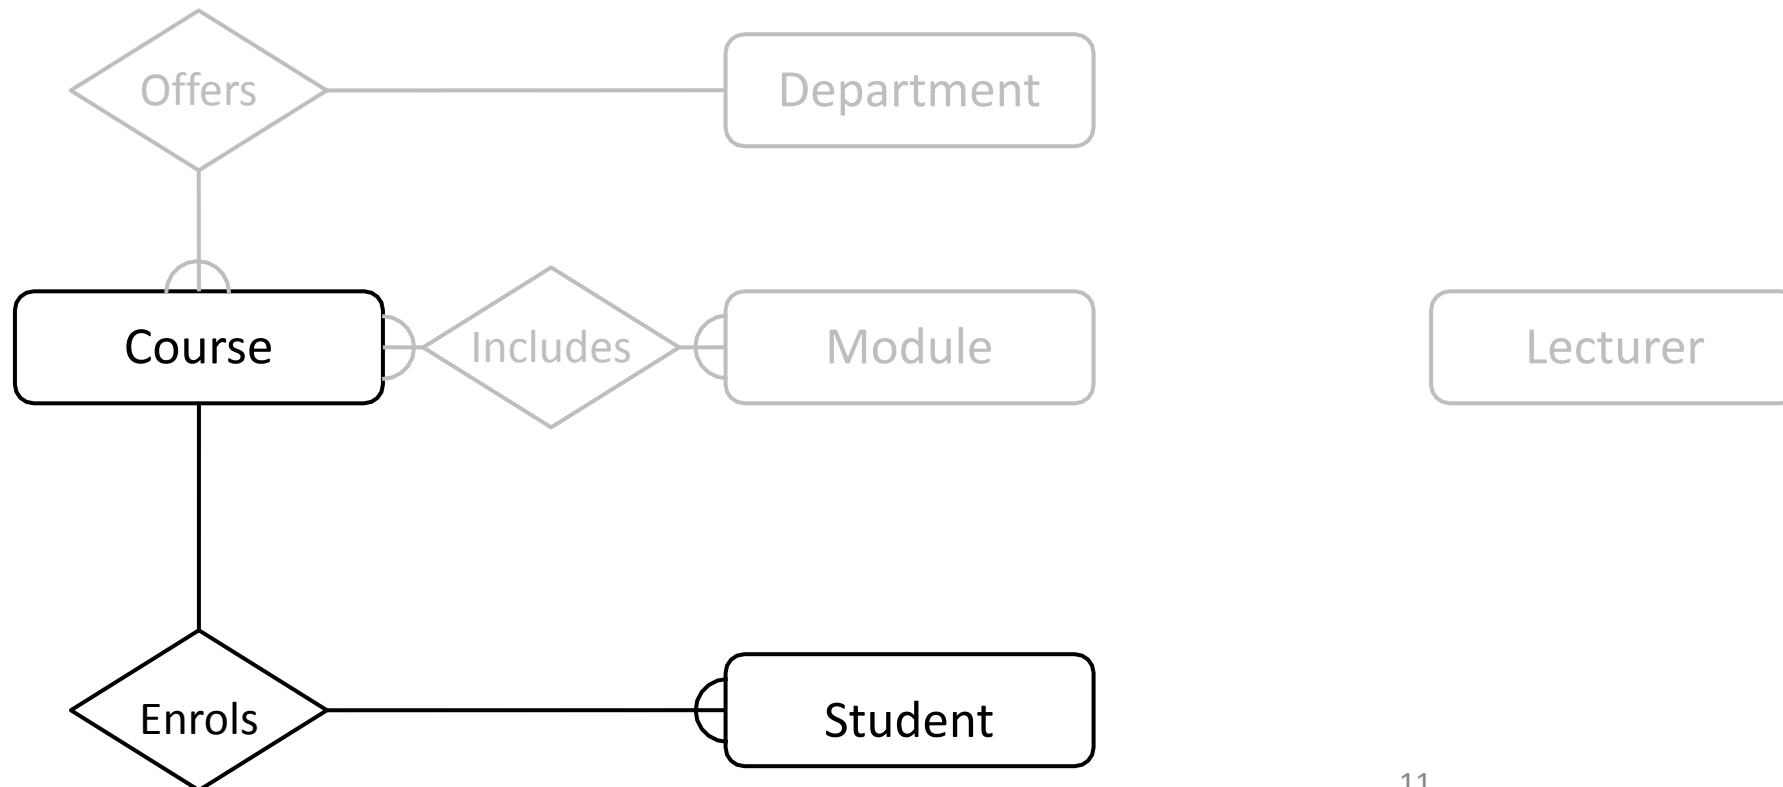 Offers
Department
Course
Includes
Module
Lecturer
Enrols
Student
11